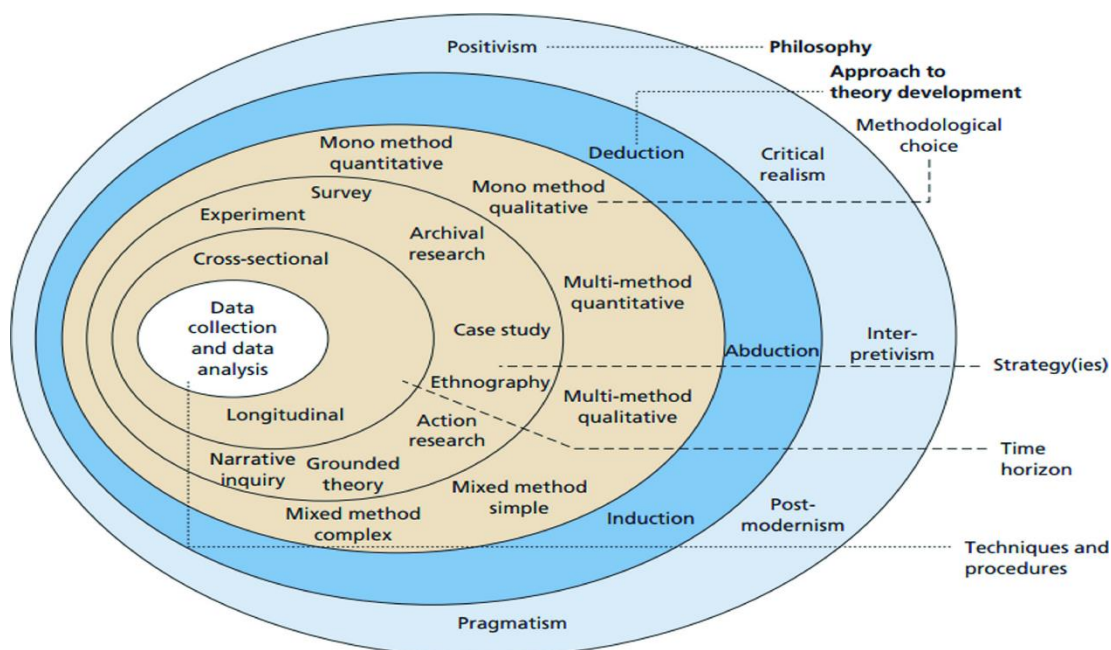 Positivism
Philosophy
Approach to
theory development
Methodological
choice
Mono method
quantitative
Deduction
Critical
realism
Mono method
qualitative
Survey
Experiment
Archival
research
Cross-sectional
Multi-method
quantitative
Data
collection
and data
analysis
Case study
Abduction
Inter-
pretivism
Strategy(ies)
Ethnography
Multi-method
qualitative
Longitudinal
Action
research
Time
horizon
Narrative
inquiry
Grounded
theory
Mixed method
simple
Mixed method
complex
Induction
Post-
modernism
Techniques and
procedures
Pragmatism